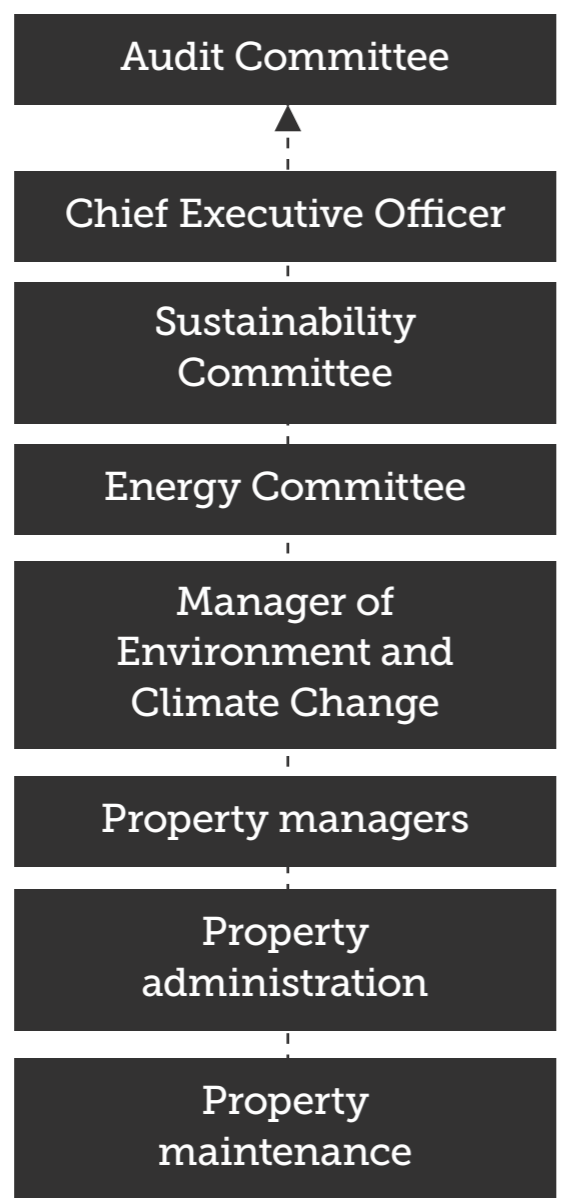 Audit Committee
Chief Executive Officer
Sustainability
Committee
Energy Committee
Manager of
Environment and
Climate Change
Property managers
Property
administration
Property
maintenance